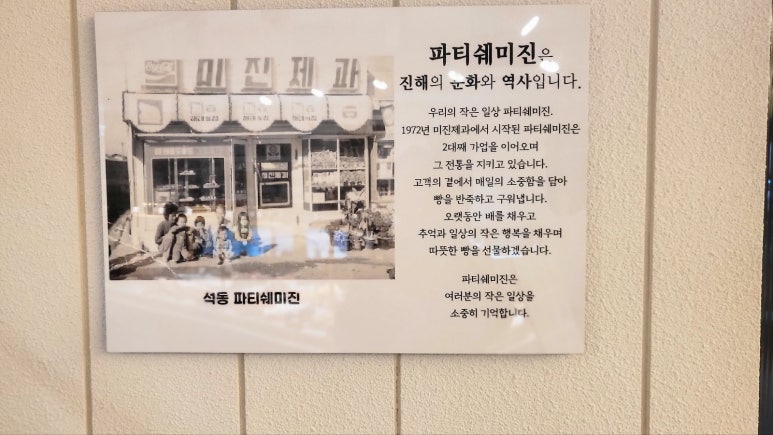 Coca-Cola
미진제과
미진제과
석동 파티쉐미진
파티쉐미진은
진해의 문화와 역사입니다.
우리의 작은 일상 파티쉐미진.
1972년 미진제과에서 시작된 파티쉐미진은
2대째 가업을 이어오며
그 전통을 지키고 있습니다.
고객의 곁에서 매일의 소중함을 담아
빵을 반죽하고 구워냅니다.
오랫동안 배를 채우고
추억과 일상의 작은 행복을 채우며
따뜻한 빵을 선물하겠습니다.
파티쉐미진은
여러분의 작은 일상을
소중히 기억합니다.